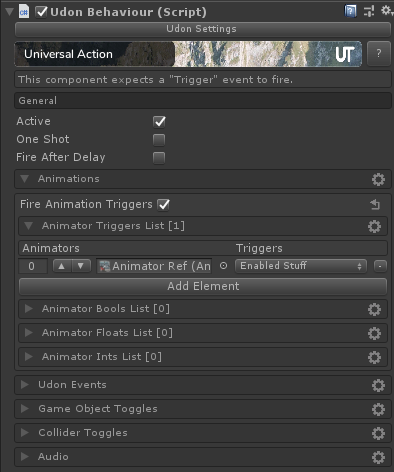 Udon Behaviour (Script)
Udon Settings
Universal Action UT ?
This component expects a "Trigger" event to fire.
General
Active
One Shot
Fire After Delay
Animations
Fire Animation Triggers
Animator Triggers List [1]
Animators Triggers
0 Animator Ref (An Enabled Stuff -
Add Element
Animator Bools List [0]
Animator Floats List [0]
Animator Ints List [0]
Udon Events
Game Object Toggles
Collider Toggles
Audio